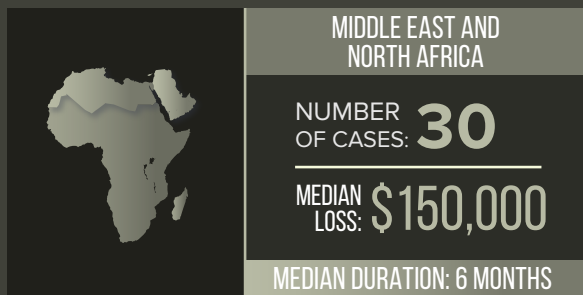 MIDDLE EAST AND
NORTH AFRICA
NUMBER
OF CASES: 30
MEDIAN
LOSS: $150,000
MEDIAN DURATION: 6 MONTHS